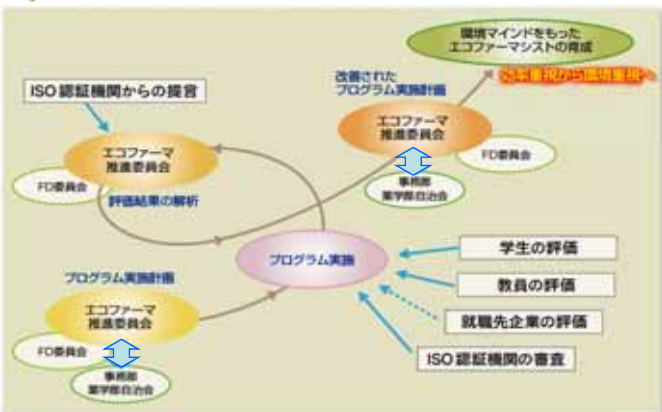 環境マインドをもった
エコファーマシストの育成
効率重視から環境重視へ
改善された
プログラム実施計画
ISO認証機関からの提言
エコファーマ
推進委員会
FD委員会
事務部
薬学部自治会
エコファーマ
推進委員会
FD委員会
評価結果の解析
プログラム実施
学生の評価
教員の評価
就職先企業の評価
ISO認証機関の審査
プログラム実施計画
エコファーマ
推進委員会
FD委員会
事務部
薬学部自治会